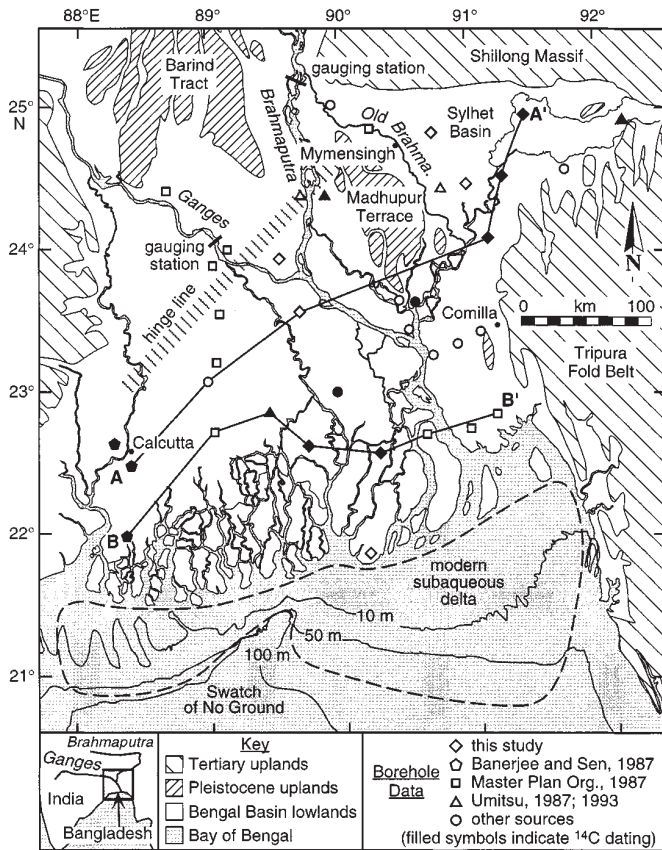 88° 89° 90° 91° 92°
Barind
Tract
gauging station
Shillong Massif
25°
N
Brahmaputra
Old Brahma.
Sylhet
Basin
A'
Mymensingh
Madhupur
Terrace
Ganges
24°
gauging
station
N
hinge line
Comilla
0 km 100
Tripura
Fold Belt
23°
B'
Calcutta
A
22°
B
modern
subaqueous
delta
10 m
50 m
100 m
21°
Swatch
of No Ground
Brahmaputra
Ganges
India
Bangladesh
Key
Tertiary uplands
Pleistocene uplands
Bengal Basin lowlands
Bay of Bengal
Borehole
Data
this study
Banerjee and Sen, 1987
Master Plan Org., 1987
Umitsu, 1987; 1993
other sources
(filled symbols indicate ¹⁴C dating)